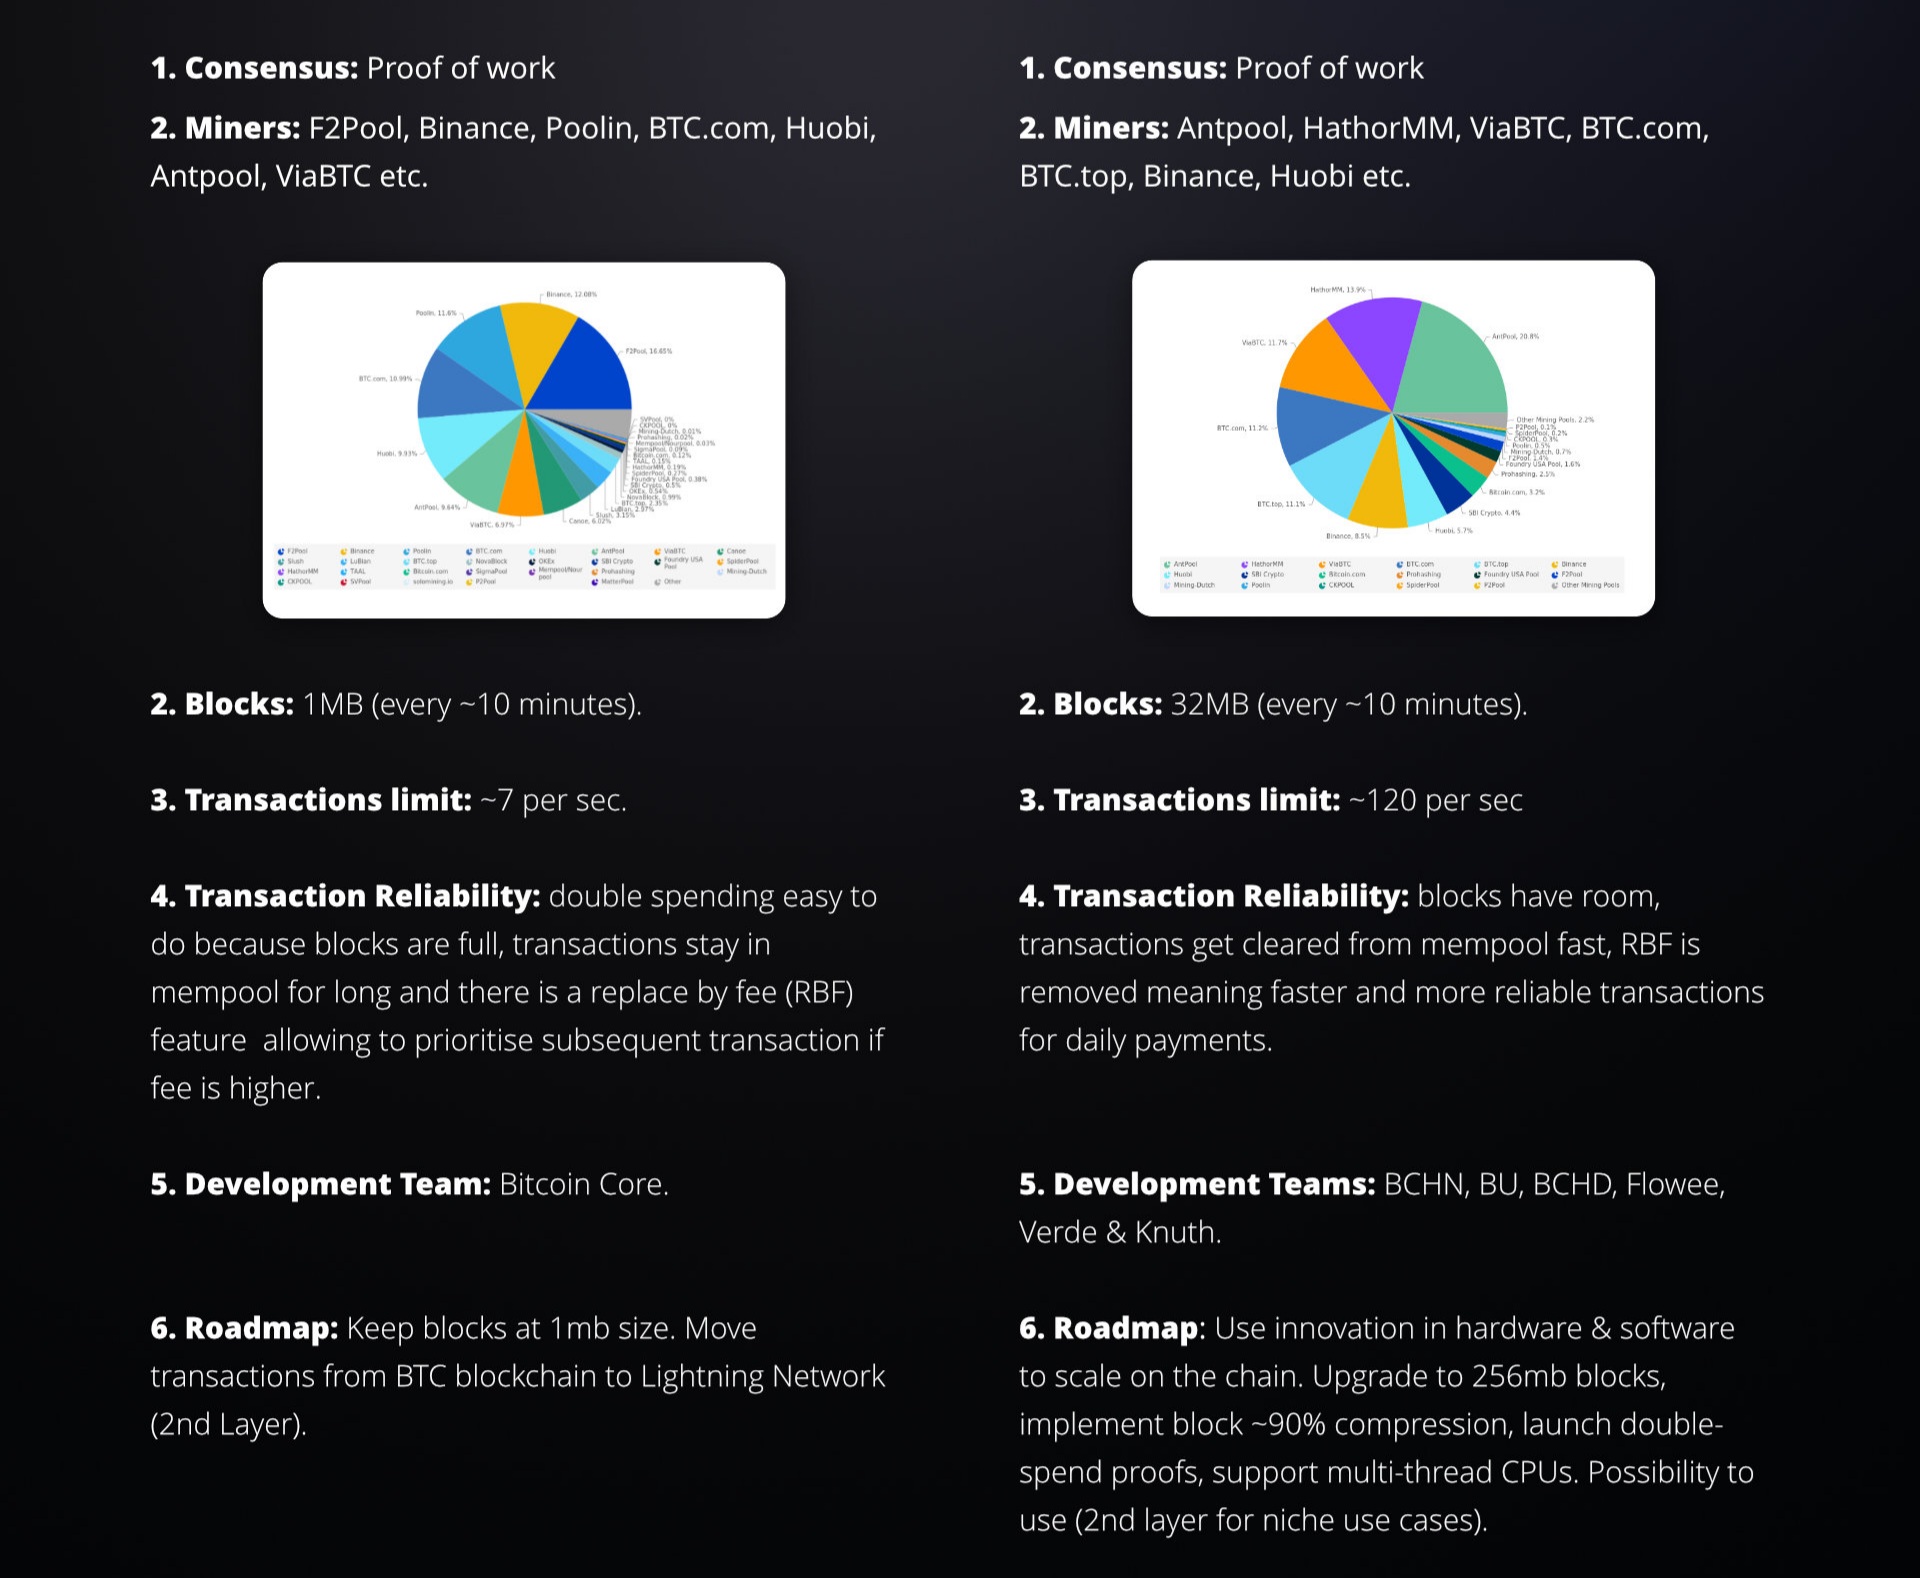 1. Consensus: Proof of work
2. Miners: F2Pool, Binance, Poolin, BTC.com, Huobi,
Antpool, ViaBTC etc.
Binance, 12.08%
Poolin, 11.6%
F2Pool, 16.65%
BTC.com, 10.99%
Huobi, 9.93%
AntPool, 9.64%
ViaBTC, 6.97%
Canoe, 6.02%
Slush, 3.15%
SVPool, 0%
CKPOOL, 0%
Mining-Dutch, 0.01%
Prohashing, 0.02%
SigmaPool, 0.09%
Bitcoin.com, 0.12%
TAAL, 0.15%
HathorMM, 0.19%
SpiderPool, 0.27%
Foundry USA Pool, 0.38%
SBI Crypto, 0.5%
OKEx, 0.54%
NovaBlock, 0.99%
BTC.top, 2.35%
F2Pool Binance Poolin BTC.com Huobi AntPool ViaBTC Canoe
Slush LuBian BTC.top NovaBlock OKEx SBI Crypto Foundry USA Pool SpiderPool
HathorMM TAAL Bitcoin.com SigmaPool Mempool/Nour pool Prohashing Mining-Dutch
CKPOOL SVPool solomining.io P2Pool MatterPool Other
2. Blocks: 1MB (every ~10 minutes).
3. Transactions limit: ~7 per sec.
4. Transaction Reliability: double spending easy to
do because blocks are full, transactions stay in
mempool for long and there is a replace by fee (RBF)
feature  allowing to prioritise subsequent transaction if
fee is higher.
5. Development Team: Bitcoin Core.
6. Roadmap: Keep blocks at 1mb size. Move
transactions from BTC blockchain to Lightning Network
(2nd Layer).
1. Consensus: Proof of work
2. Miners: Antpool, HathorMM, ViaBTC, BTC.com,
BTC.top, Binance, Huobi etc.
HathorMM, 13.9%
AntPool, 20.8%
ViaBTC, 11.7%
BTC.com, 11.2%
BTC.top, 11.1%
Binance, 8.5%
Huobi, 5.7%
SBI Crypto, 4.4%
Bitcoin.com, 3.2%
Prohashing, 2.5%
Foundry USA Pool, 1.6%
Mining-Dutch, 0.7%
Poolin, 0.5%
SpiderPool, 0.2%
Other Mining Pools, 2.2%
AntPool HathorMM ViaBTC BTC.com BTC.top Binance
Huobi SBI Crypto Bitcoin.com Prohashing Foundry USA Pool F2Pool
Mining-Dutch Poolin CKPOOL SpiderPool P2Pool Other Mining Pools
2. Blocks: 32MB (every ~10 minutes).
3. Transactions limit: ~120 per sec
4. Transaction Reliability: blocks have room,
transactions get cleared from mempool fast, RBF is
removed meaning faster and more reliable transactions
for daily payments.
5. Development Teams: BCHN, BU, BCHD, Flowee,
Verde & Knuth.
6. Roadmap: Use innovation in hardware & software
to scale on the chain. Upgrade to 256mb blocks,
implement block ~90% compression, launch double-
spend proofs, support multi-thread CPUs. Possibility to
use (2nd layer for niche use cases).